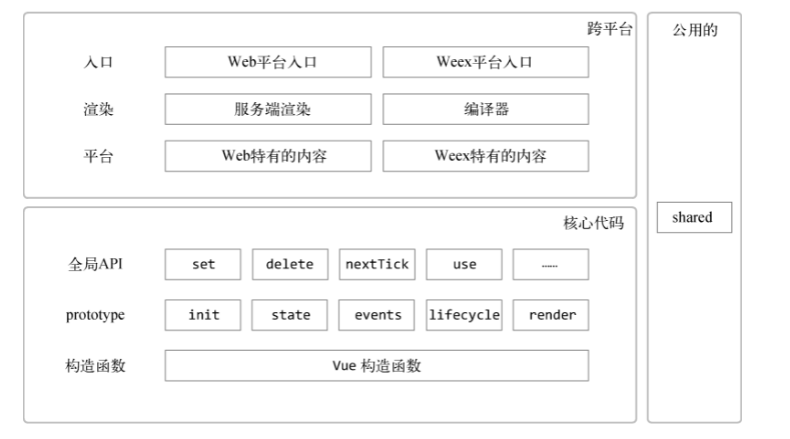 跨平台
公用的
入口
Web平台入口
Weex平台入口
渲染
服务端渲染
编译器
平台
Web特有的内容
Weex特有的内容
shared
核心代码
全局API
set
delete
nextTick
use
……
prototype
init
state
events
lifecycle
render
构造函数
Vue 构造函数